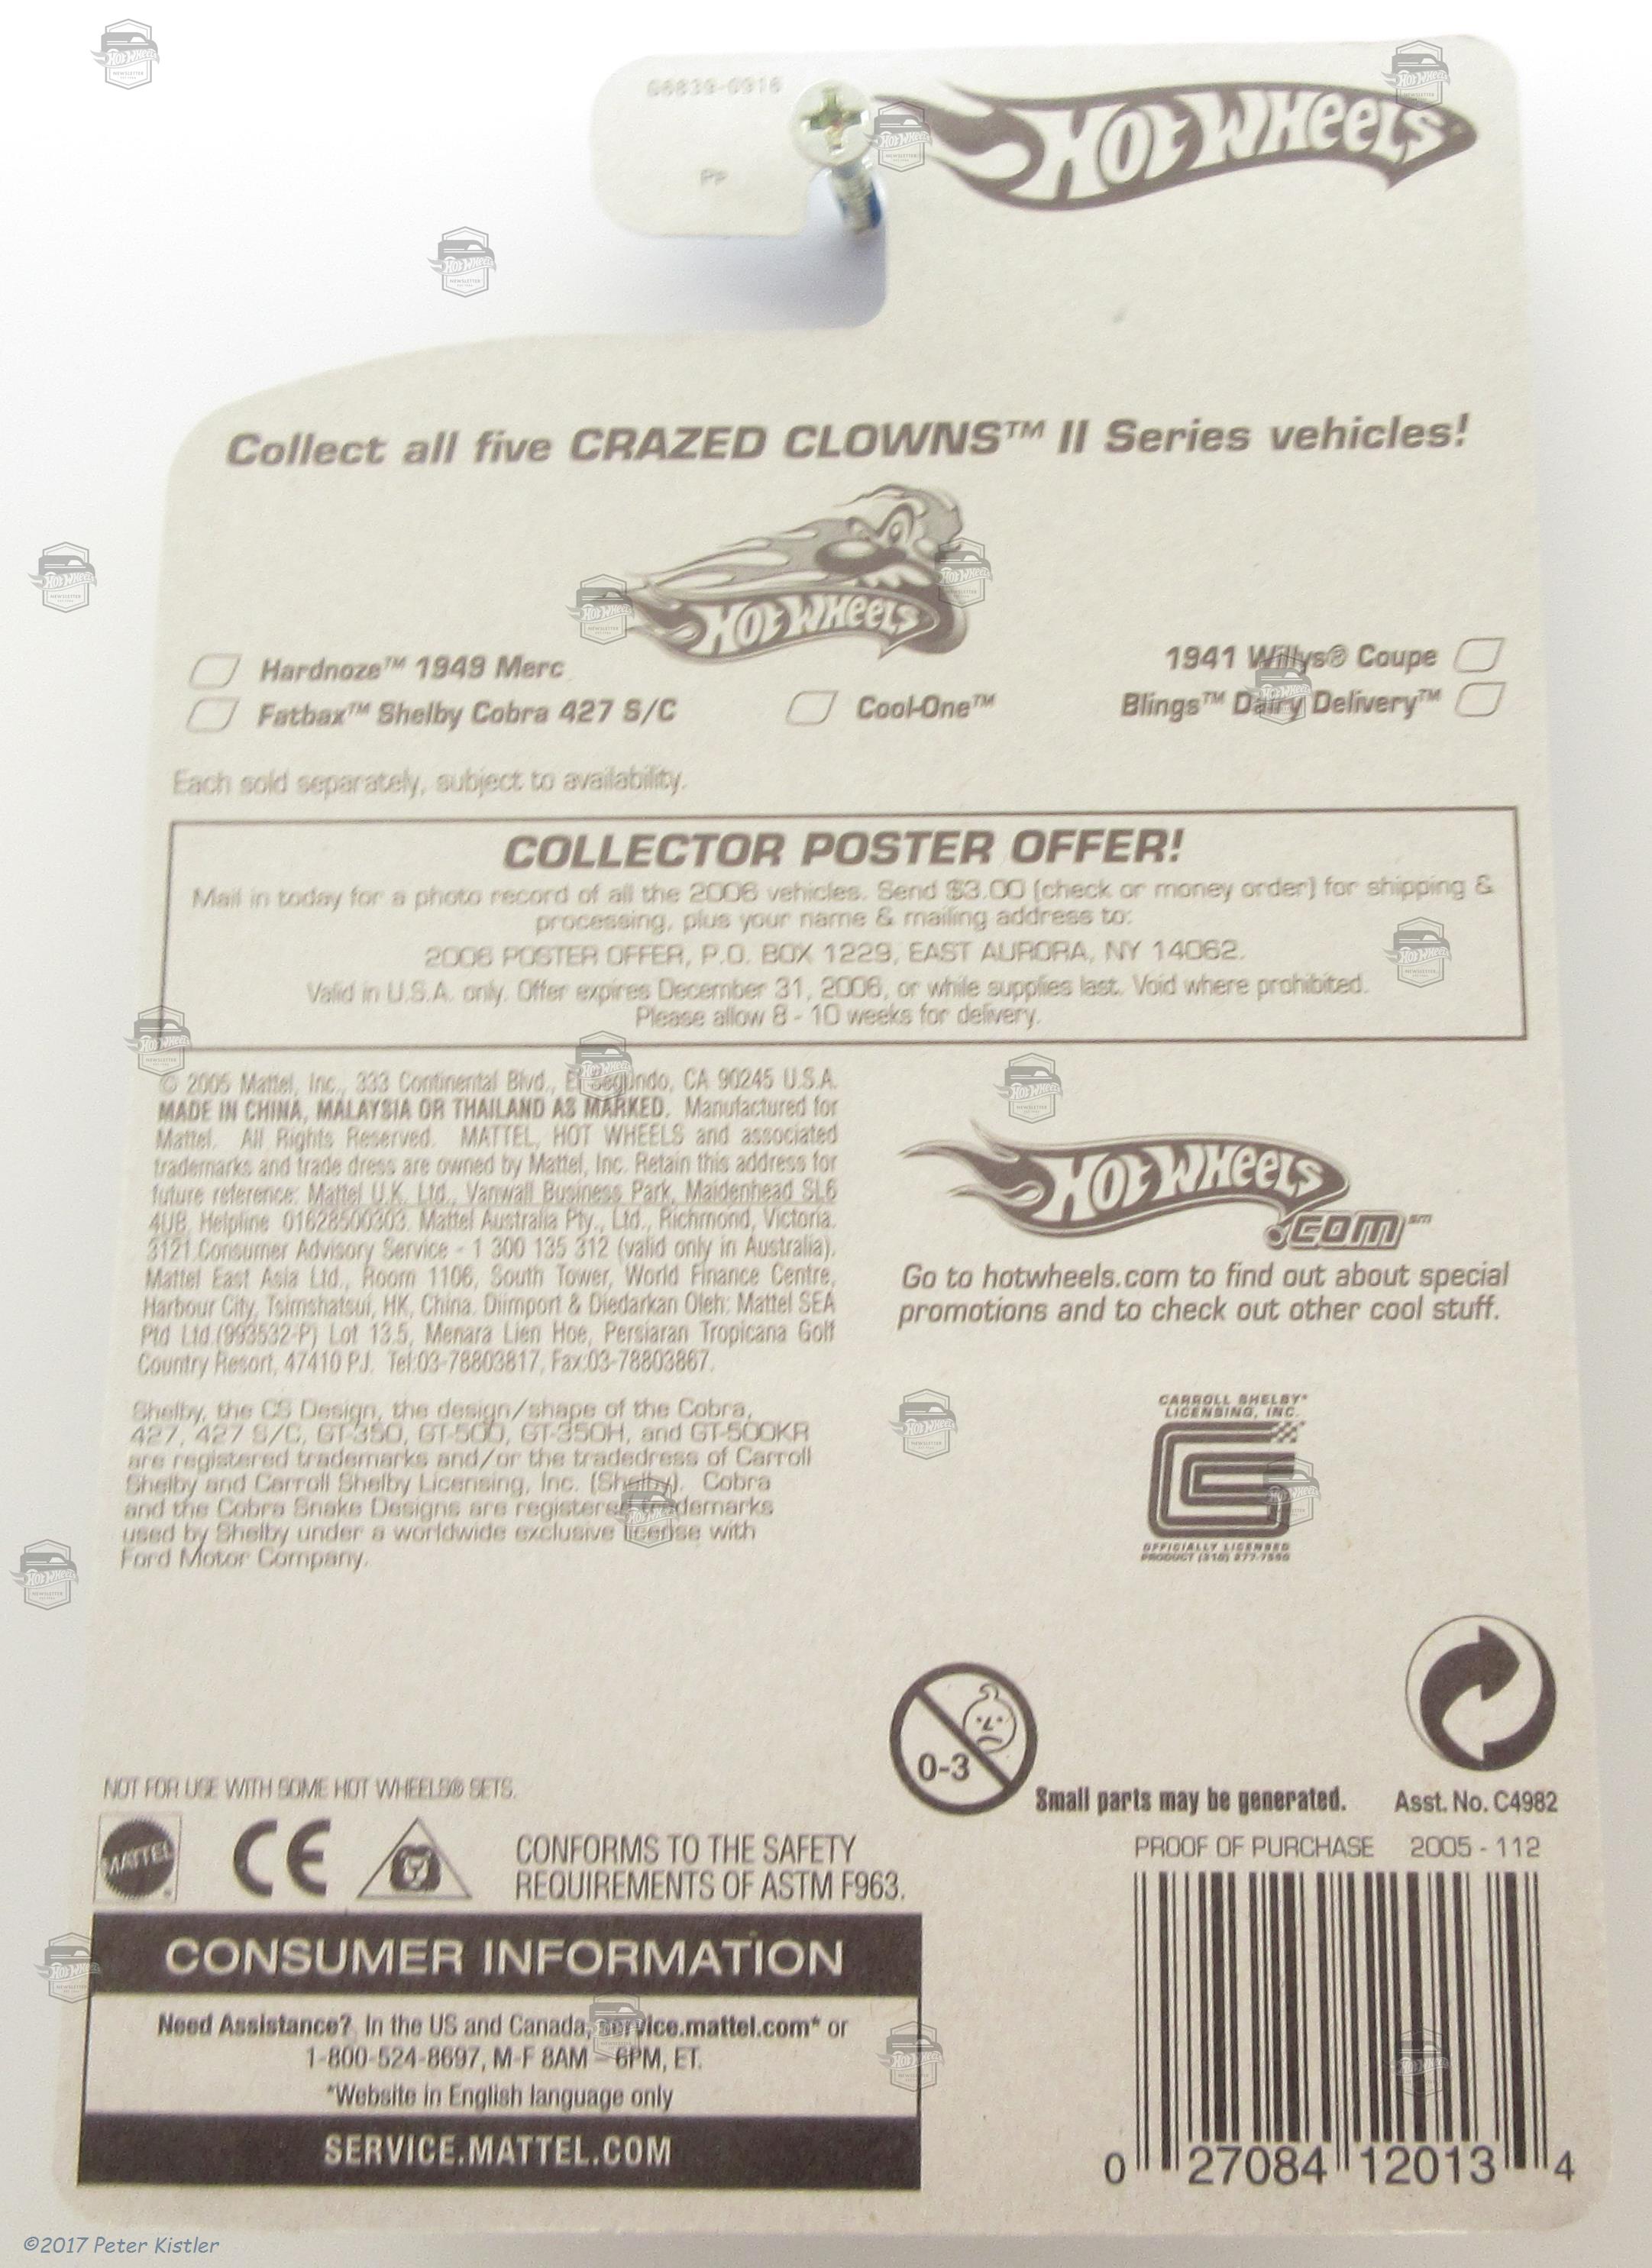 G6839-0916
HOT WHEELS
PP
Collect all five CRAZED CLOWNS™ II Series vehicles!
HOT WHEELS
Hardnoze™ 1949 Merc
1941 Willys® Coupe
Fatbax™ Shelby Cobra 427 S/C
Cool-One™
Blings™ Dairy Delivery™
Each sold separately, subject to availability.
COLLECTOR POSTER OFFER!
Mail in today for a photo record of all the 2006 vehicles. Send $3.00 (check or money order) for shipping &
processing, plus your name & mailing address to:
2006 POSTER OFFER, P.O. BOX 1229, EAST AURORA, NY 14062.
Valid in U.S.A. only. Offer expires December 31, 2006, or while supplies last. Void where prohibited.
Please allow 8 - 10 weeks for delivery.
© 2005 Mattel, Inc., 333 Continental Blvd., El Segundo, CA 90245 U.S.A.
MADE IN CHINA, MALAYSIA OR THAILAND AS MARKED. Manufactured for
Mattel. All Rights Reserved. MATTEL, HOT WHEELS and associated
trademarks and trade dress are owned by Mattel, Inc. Retain this address for
future reference: Mattel U.K. Ltd., Vanwall Business Park, Maidenhead SL6
4UB. Helpline 01628500303. Mattel Australia Pty., Ltd., Richmond, Victoria.
3121.Consumer Advisory Service - 1 300 135 312 (valid only in Australia).
Mattel East Asia Ltd., Room 1106, South Tower, World Finance Centre,
Harbour City, Tsimshatsui, HK, China. Diimport & Diedarkan Oleh: Mattel SEA
Ptd Ltd.(993532-P) Lot 13.5, Menara Lien Hoe, Persiaran Tropicana Golf
Country Resort, 47410 PJ. Tel:03-78803817, Fax:03-78803867.
HOT WHEELS
.COM℠
Go to hotwheels.com to find out about special
promotions and to check out other cool stuff.
Shelby, the CS Design, the design/shape of the Cobra,
427, 427 S/C, GT-350, GT-500, GT-350H, and GT-500KR
are registered trademarks and/or the tradedress of Carroll
Shelby and Carroll Shelby Licensing, Inc. (Shelby). Cobra
and the Cobra Snake Designs are registered trademarks
used by Shelby under a worldwide exclusive license with
Ford Motor Company.
CARROLL SHELBY®
LICENSING, INC.
OFFICIALLY LICENSED
PRODUCT (310) 277-7550
0-3
Small parts may be generated.
Asst. No. C4982
NOT FOR USE WITH SOME HOT WHEELS® SETS.
MATTEL®
CE
CONFORMS TO THE SAFETY
REQUIREMENTS OF ASTM F963.
PROOF OF PURCHASE 2005 - 112
CONSUMER INFORMATION
Need Assistance? In the US and Canada, service.mattel.com* or
1-800-524-8697, M-F 8AM – 6PM, ET.
*Website in English language only
SERVICE.MATTEL.COM
0 27084 12013 4
©2017 Peter Kistler